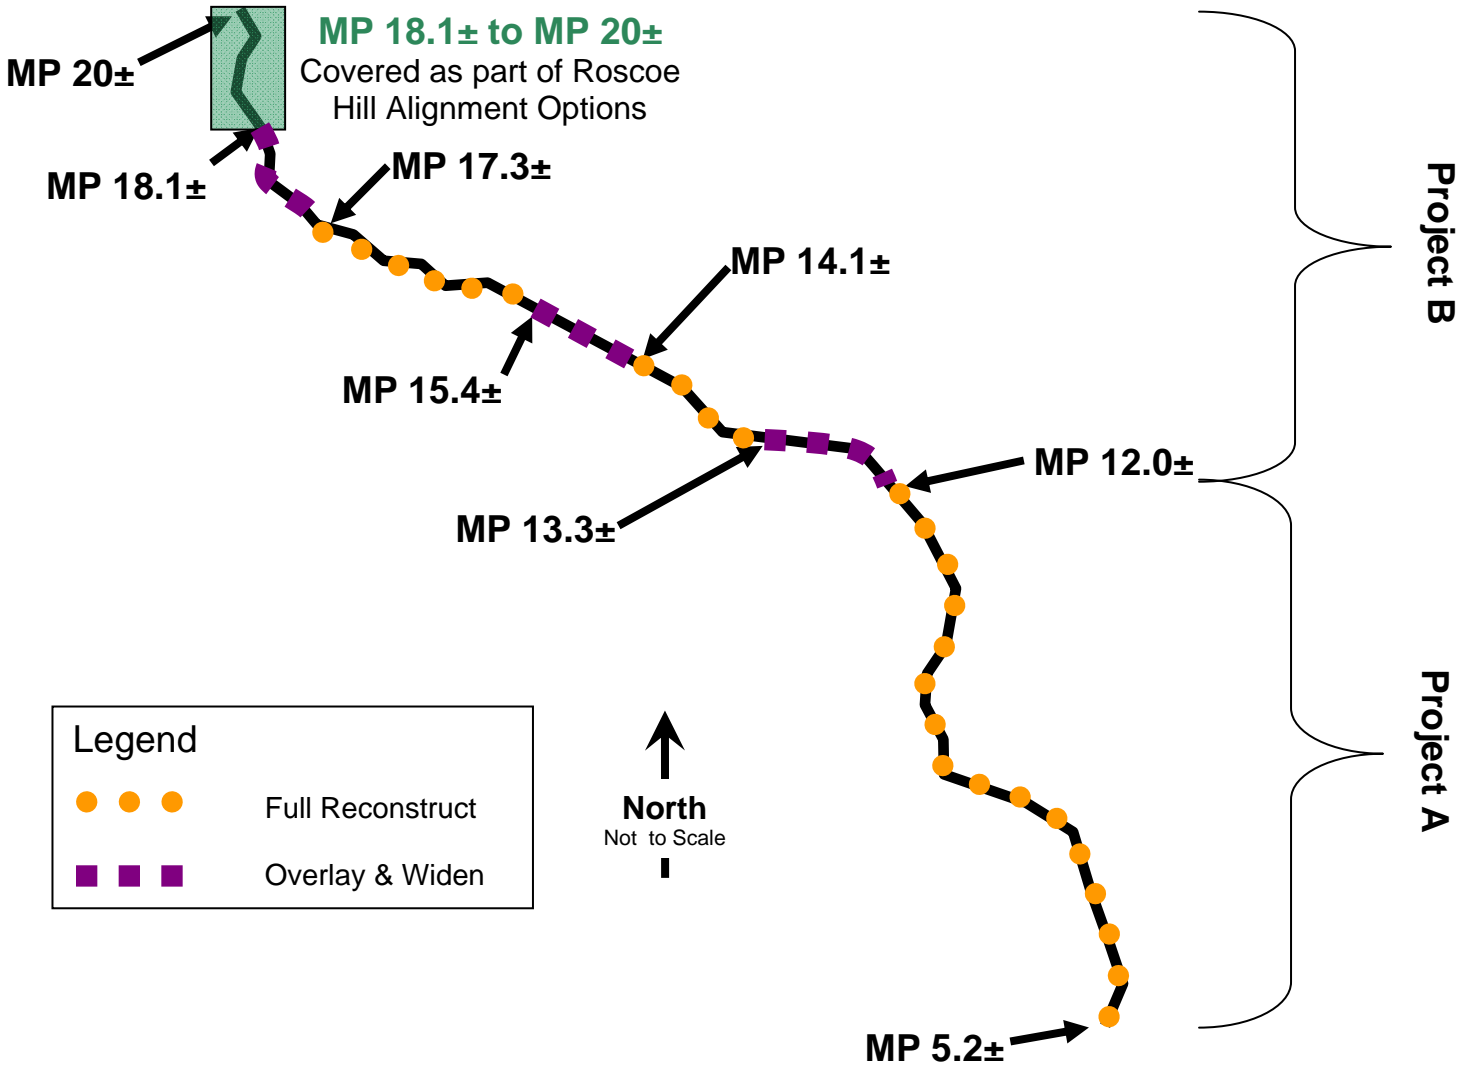 MP 18.1± to MP 20±
Covered as part of Roscoe
Hill Alignment Options
MP 20±
MP 17.3±
MP 18.1±
MP 14.1±
MP 15.4±
MP 12.0±
MP 13.3±
Project B
Project A
Legend
Full Reconstruct
Overlay & Widen
North
Not to Scale
MP 5.2±